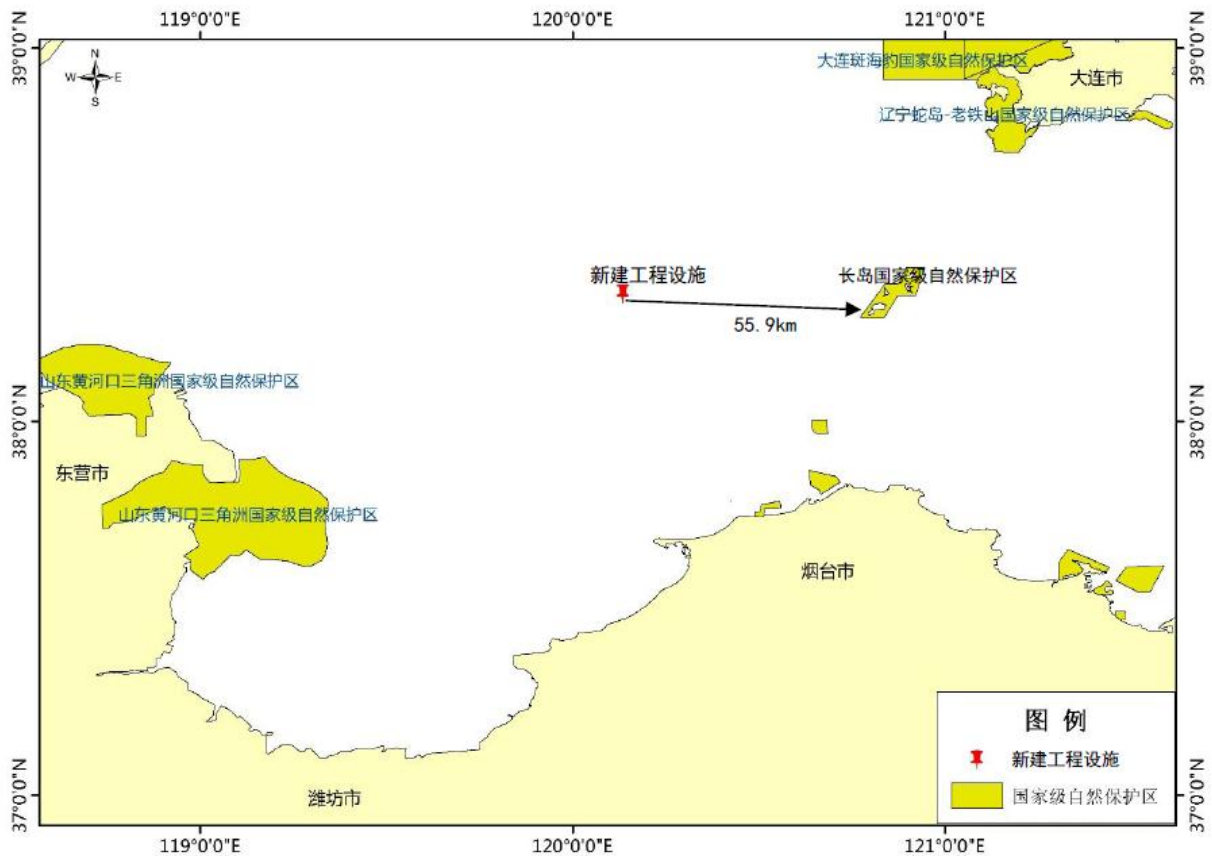 119°0'0"E
120°0'0"E
121°0'0"E
39°0'0"N
39°0'0"N
N
W
E
S
大连斑海豹国家级自然保护区
大连市
辽宁蛇岛-老铁山国家级自然保护区
新建工程设施
长岛国家级自然保护区
55.9km
山东黄河口三角洲国家级自然保护区
38°0'0"N
38°0'0"N
东营市
山东黄河口三角洲国家级自然保护区
烟台市
图 例
新建工程设施
国家级自然保护区
37°0'0"N
37°0'0"N
潍坊市
119°0'0"E
120°0'0"E
121°0'0"E